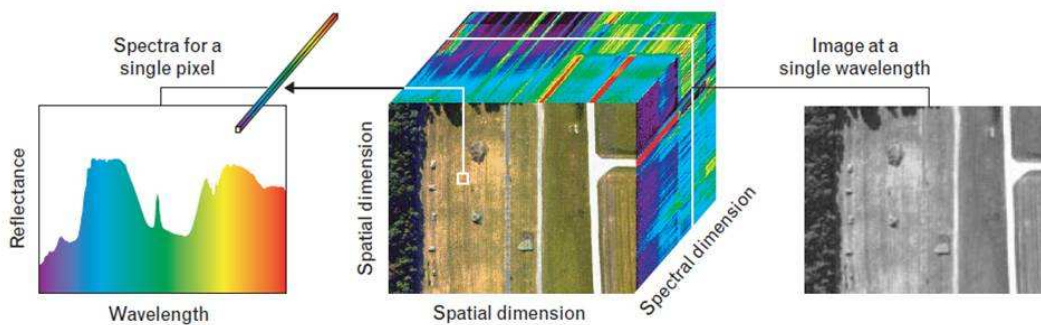 Spectra for a
single pixel
Reflectance
Wavelength
Spatial dimension
Spatial dimension
Spectral dimension
Image at a
single wavelength